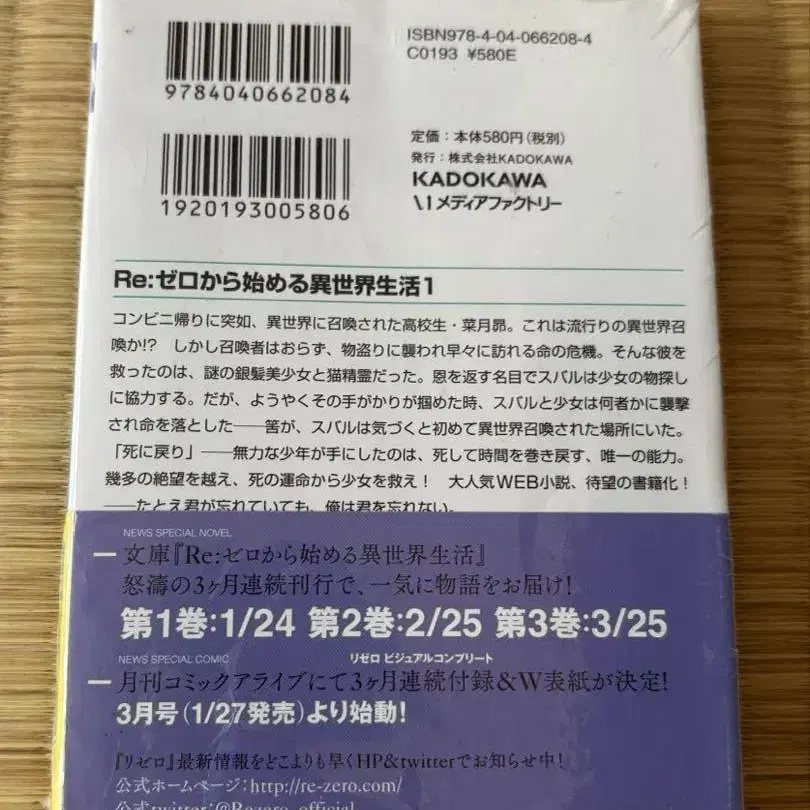 ISBN978-4-04-066208-4
C0193 ¥580E
9784040662084
定価：本体580円(税別)
発行：株式会社KADOKAWA
KADOKAWA
メディアファクトリー
1920193005806
Re:ゼロから始める異世界生活1
コンビニ帰りに突如、異世界に召喚された高校生・菜月昴。これは流行りの異世界召
喚か!?　しかし召喚者はおらず、物盗りに襲われ早々に訪れる命の危機。そんな彼を
救ったのは、謎の銀髪美少女と猫精霊だった。恩を返す名目でスバルは少女の物探し
に協力する。だが、ようやくその手がかりが掴めた時、スバルと少女は何者かに襲撃
され命を落とした――筈が、スバルは気づくと初めて異世界召喚された場所にいた。
「死に戻り」――無力な少年が手にしたのは、死して時間を巻き戻す、唯一の能力。
幾多の絶望を越え、死の運命から少女を救え！　大人気WEB小説、待望の書籍化！
――たとえ君が忘れていても、俺は君を忘れない。
NEWS SPECIAL NOVEL
文庫『Re:ゼロから始める異世界生活』
怒濤の3ヶ月連続刊行で、一気に物語をお届け!
第1巻:1/24 第2巻:2/25 第3巻:3/25
NEWS SPECIAL COMIC
リゼロ ビジュアルコンプリート
月刊コミックアライブにて3ヶ月連続付録&W表紙が決定!
3月号(1/27発売)より始動!
『リゼロ』最新情報をどこよりも早くHP&twitterでお知らせ中!
公式ホームページ:http://re-zero.com/
公式twitter:@Rezero_official